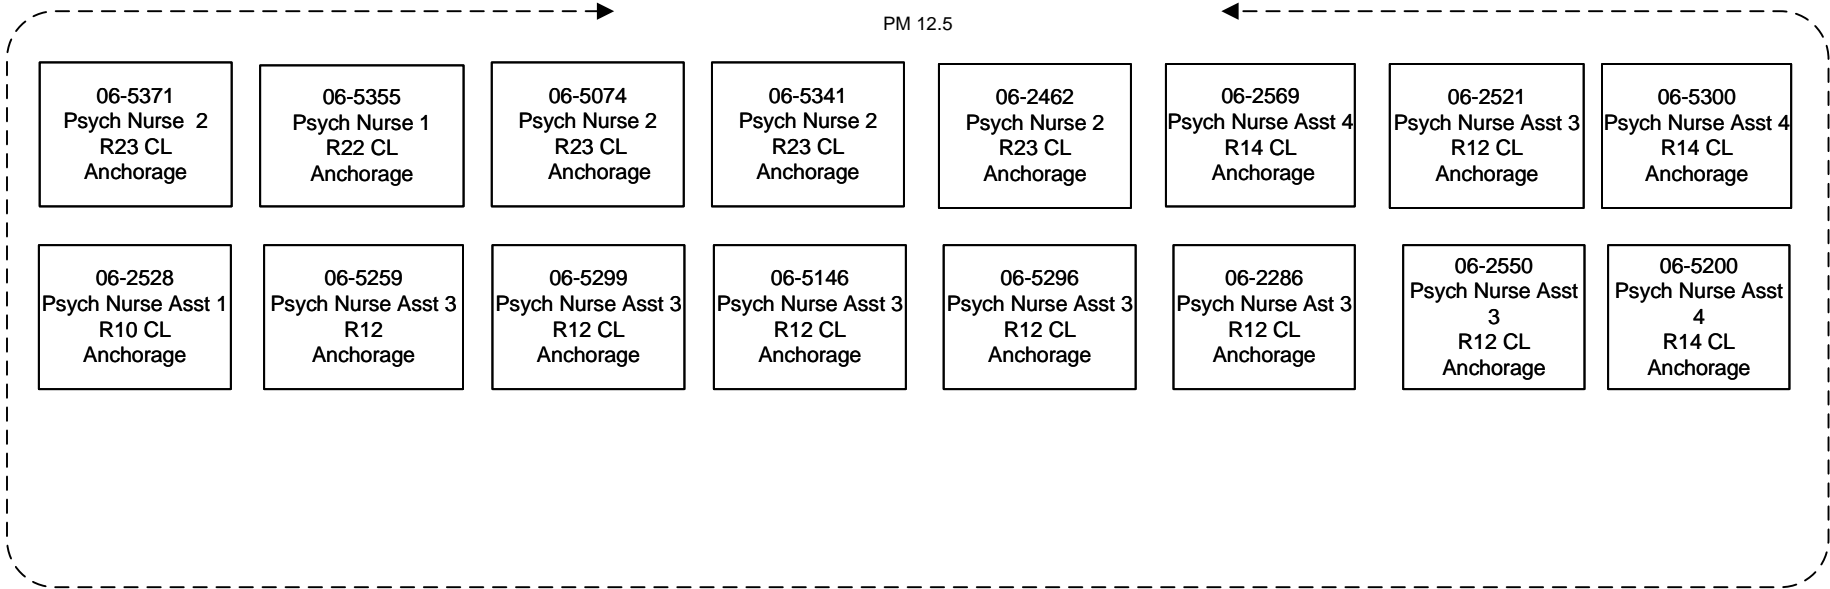 PM 12.5
06-5371
Psych Nurse  2
R23 CL
Anchorage
06-5355
Psych Nurse 1
R22 CL
Anchorage
06-5074
Psych Nurse 2
R23 CL
Anchorage
06-5341
Psych Nurse 2
R23 CL
Anchorage
06-2462
Psych Nurse 2
R23 CL
Anchorage
06-2569
Psych Nurse Asst 4
R14 CL
Anchorage
06-2521
Psych Nurse Asst 3
R12 CL
Anchorage
06-5300
Psych Nurse Asst 4
R14 CL
Anchorage
06-2528
Psych Nurse Asst 1
R10 CL
Anchorage
06-5259
Psych Nurse Asst 3
R12
Anchorage
06-5299
Psych Nurse Asst 3
R12 CL
Anchorage
06-5146
Psych Nurse Asst 3
R12 CL
Anchorage
06-5296
Psych Nurse Asst 3
R12 CL
Anchorage
06-2286
Psych Nurse Ast 3
R12 CL
Anchorage
06-2550
Psych Nurse Asst
3
R12 CL
Anchorage
06-5200
Psych Nurse Asst
4
R14 CL
Anchorage